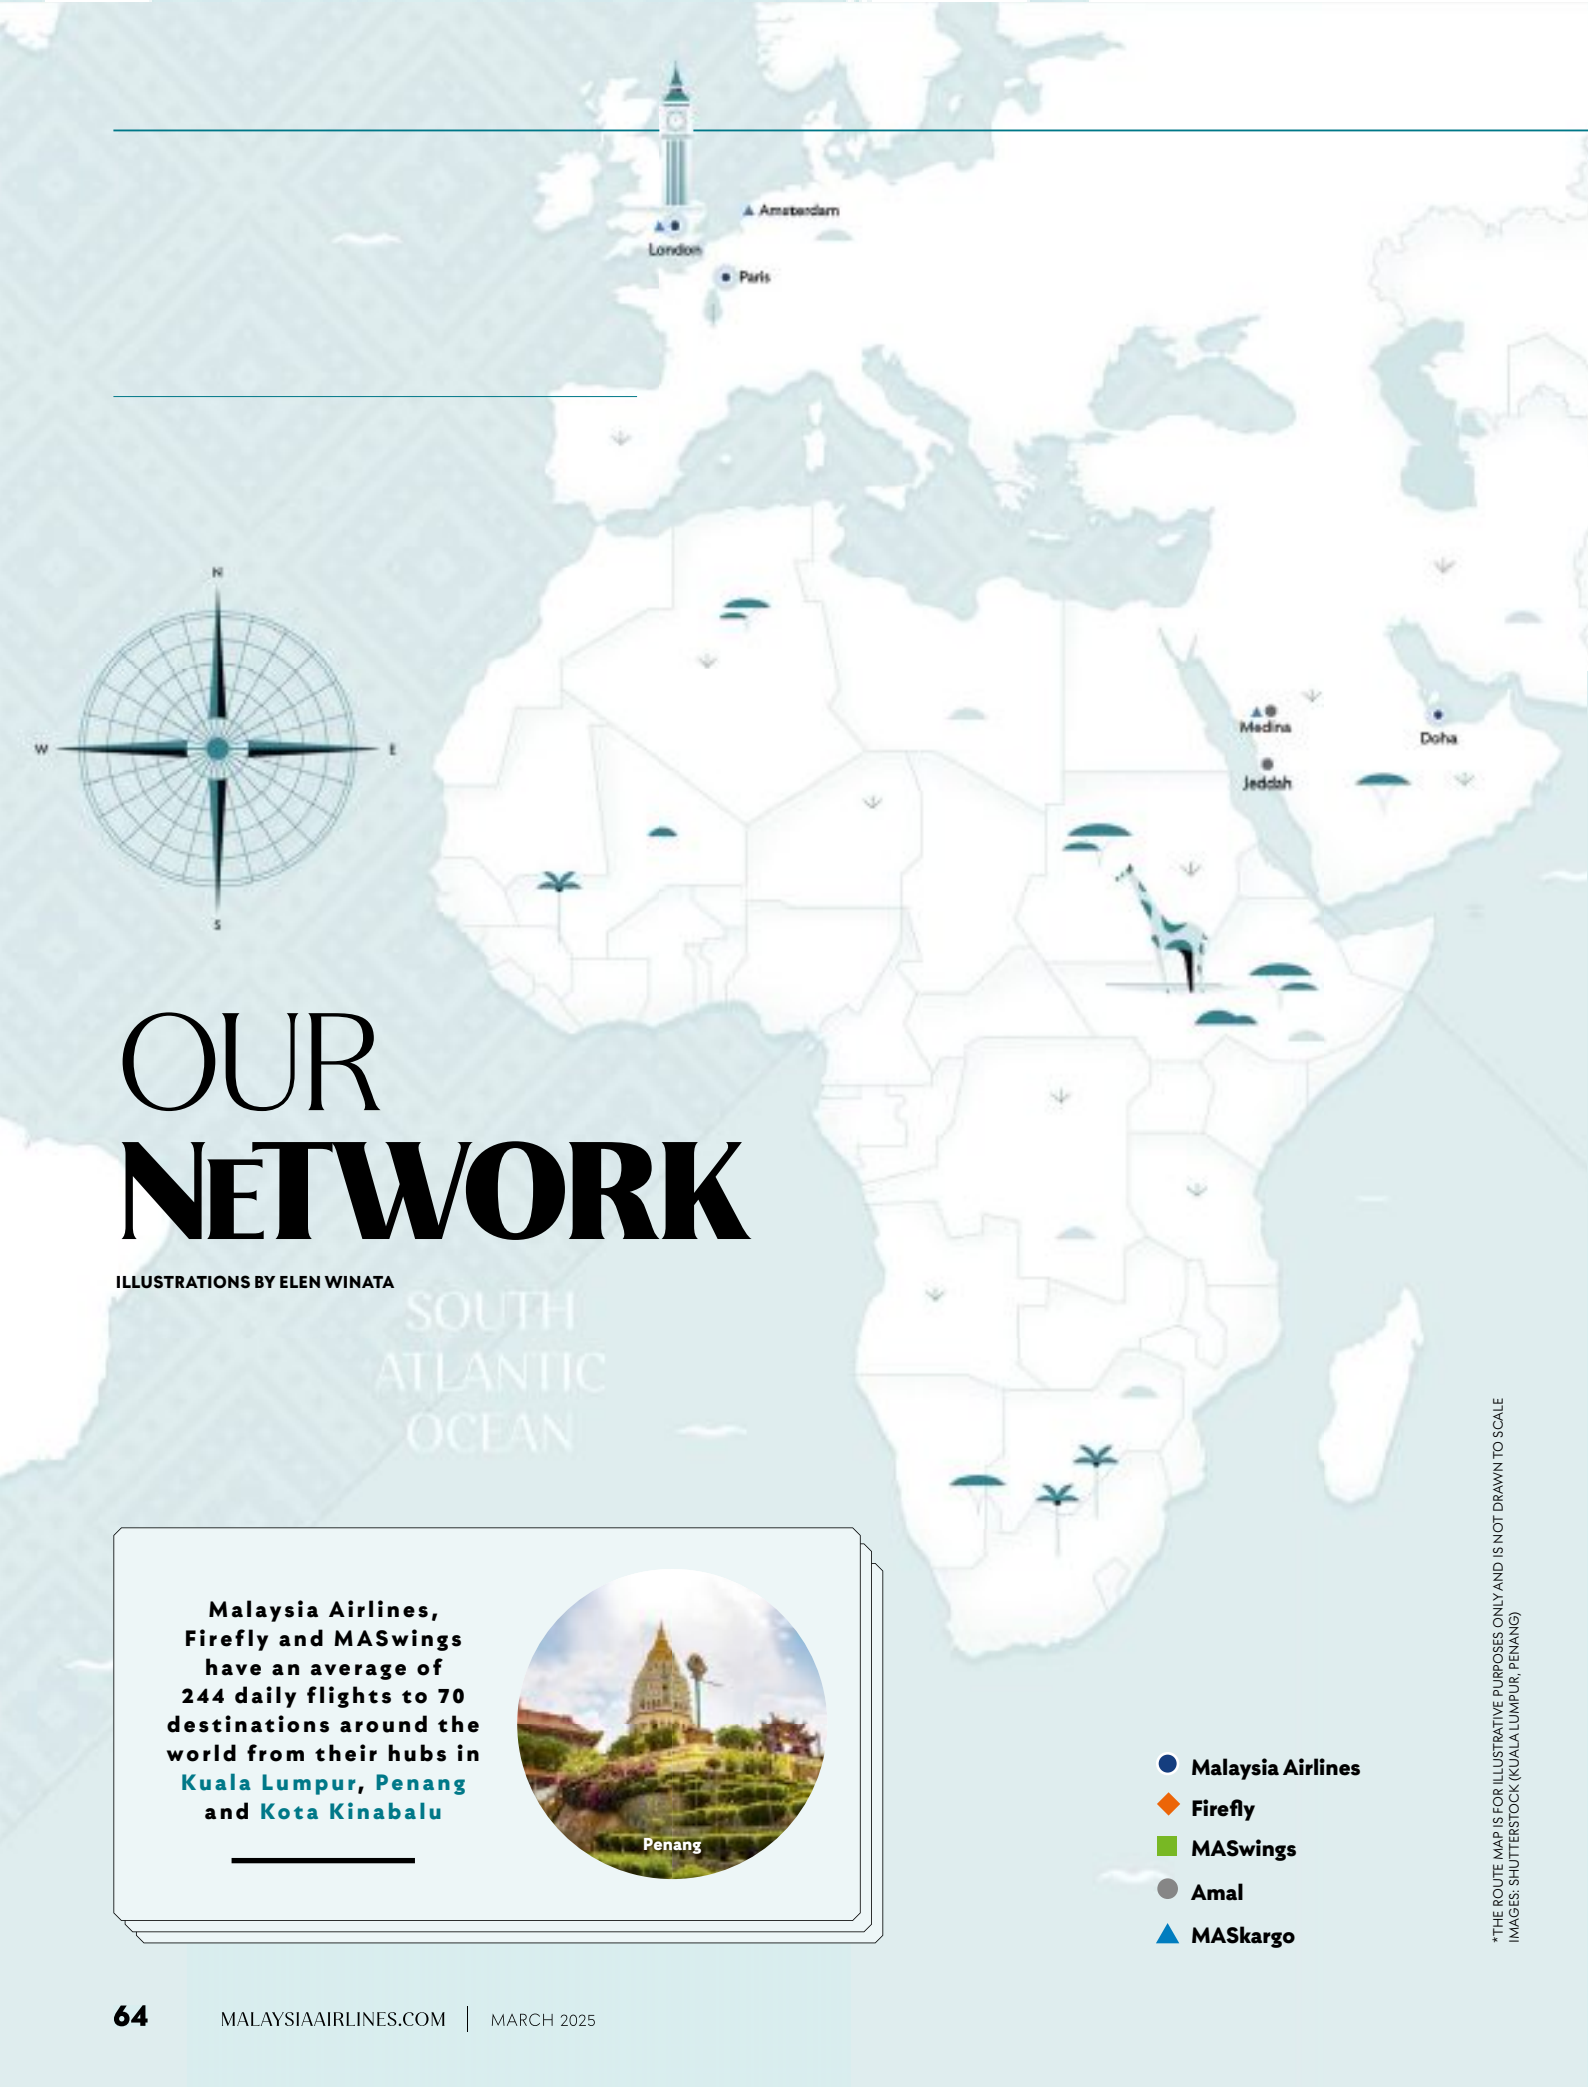 Amsterdam
London
Paris
N
W
E
S
Medina
Doha
Jeddah
OUR
NETWORK
ILLUSTRATIONS BY ELEN WINATA
SOUTH
ATLANTIC
OCEAN
Malaysia Airlines,
Firefly and MASwings
have an average of
244 daily flights to 70
destinations around the
world from their hubs in
Kuala Lumpur, Penang
and Kota Kinabalu
Penang
Malaysia Airlines
Firefly
MASwings
Amal
MASkargo
*THE ROUTE MAP IS FOR ILLUSTRATIVE PURPOSES ONLY AND IS NOT DRAWN TO SCALE
IMAGES: SHUTTERSTOCK (KUALA LUMPUR, PENANG)
64
MALAYSIAAIRLINES.COM | MARCH 2025